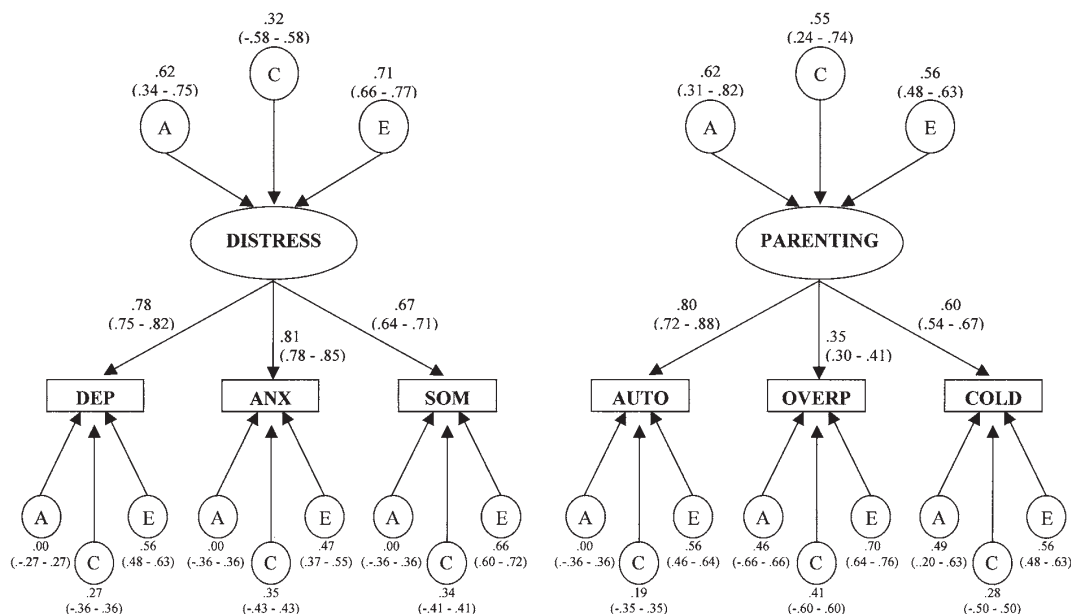 .32
(-.58 - .58)
C
.62
(.34 - .75)
A
.71
(.66 - .77)
E
DISTRESS
.78
(.75 - .82)
.81
(.78 - .85)
.67
(.64 - .71)
DEP
ANX
SOM
A
C
E
.00
(-.27 - .27)
.27
(-.36 - .36)
.56
(.48 - .63)
A
C
E
.00
(-.36 - .36)
.35
(-.43 - .43)
.47
(.37 - .55)
A
C
E
.00
(-.36 - .36)
.34
(-.41 - .41)
.66
(.60 - .72)
.55
(.24 - .74)
C
.62
(.31 - .82)
A
.56
(.48 - .63)
E
PARENTING
.80
(.72 - .88)
.35
(.30 - .41)
.60
(.54 - .67)
AUTO
OVERP
COLD
A
C
E
.00
(-.36 - .36)
.19
(-.35 - .35)
.56
(.46 - .64)
A
C
E
.46
(-.66 - .66)
.41
(-.60 - .60)
.70
(.64 - .76)
A
C
E
.49
(.20 - .63)
.28
(-.50 - .50)
.56
(.48 - .63)